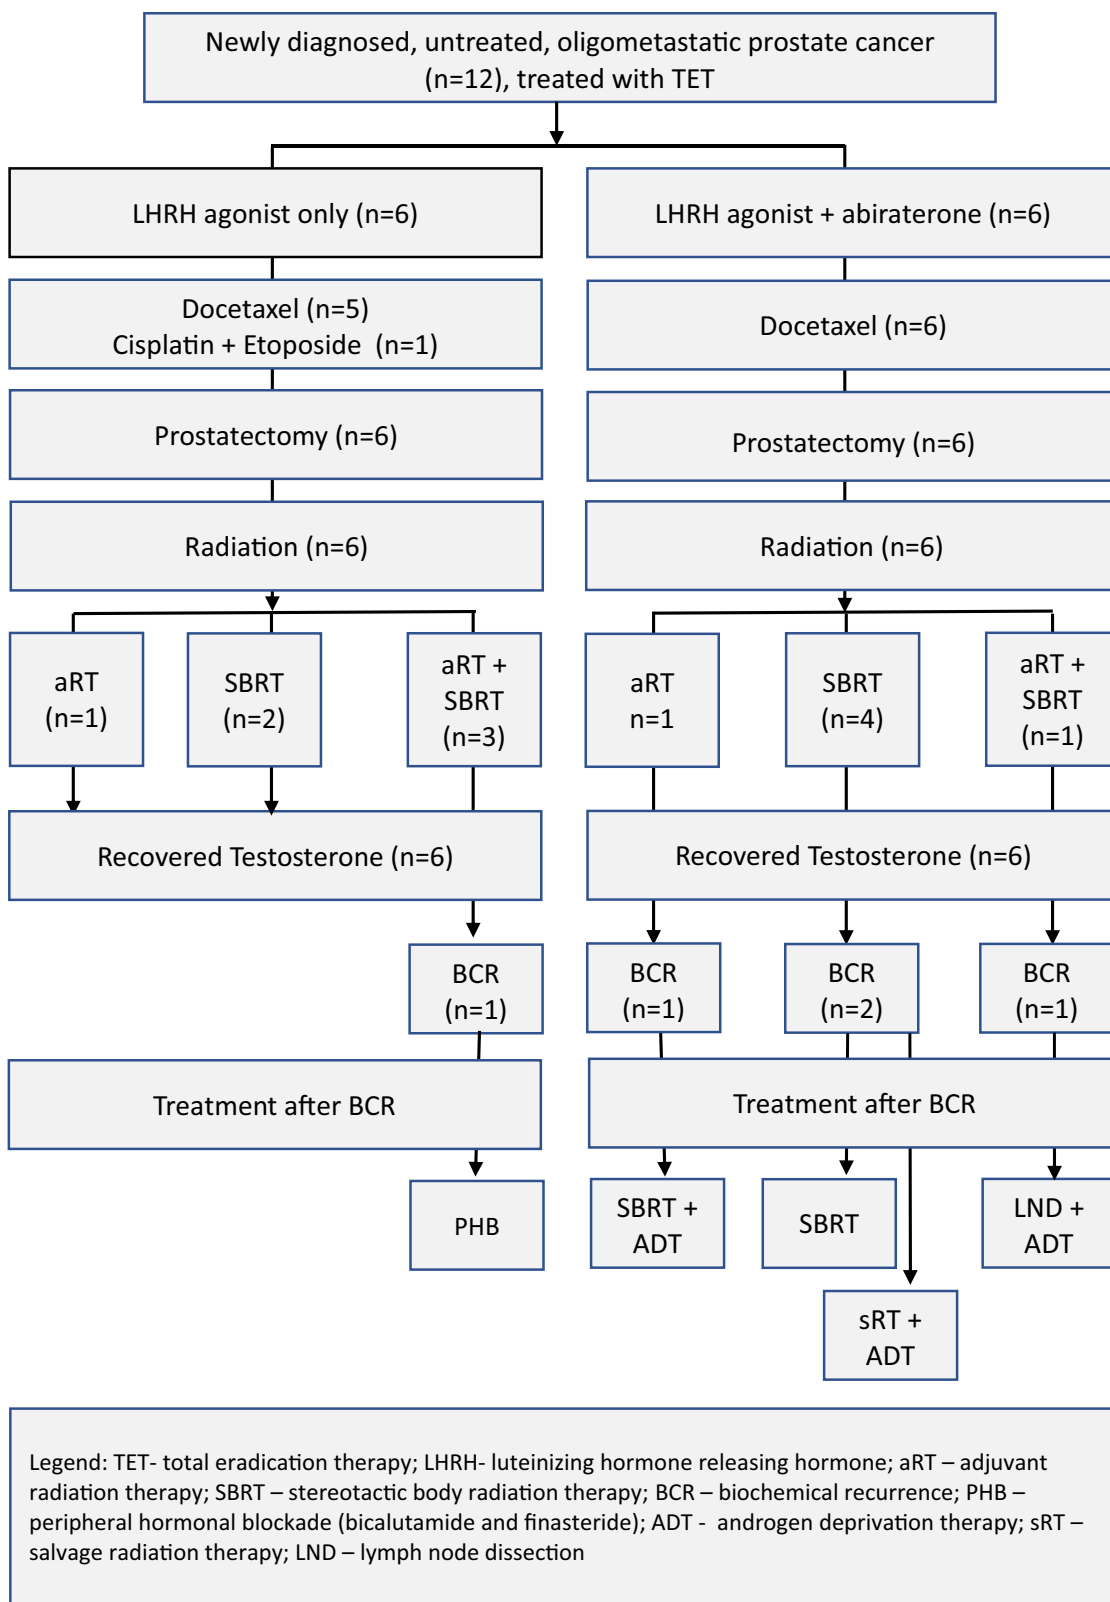 Newly diagnosed, untreated, oligometastatic prostate cancer
(n=12), treated with TET
LHRH agonist only (n=6)
LHRH agonist + abiraterone (n=6)
Docetaxel (n=5)
Cisplatin + Etoposide (n=1)
Docetaxel (n=6)
Prostatectomy (n=6)
Prostatectomy (n=6)
Radiation (n=6)
Radiation (n=6)
aRT
(n=1)
SBRT
(n=2)
aRT +
SBRT
(n=3)
aRT
n=1
SBRT
(n=4)
aRT +
SBRT
(n=1)
Recovered Testosterone (n=6)
Recovered Testosterone (n=6)
BCR
(n=1)
BCR
(n=1)
BCR
(n=2)
BCR
(n=1)
Treatment after BCR
Treatment after BCR
PHB
SBRT +
ADT
SBRT
LND +
ADT
sRT +
ADT
Legend: TET- total eradication therapy; LHRH- luteinizing hormone releasing hormone; aRT – adjuvant
radiation therapy; SBRT – stereotactic body radiation therapy; BCR – biochemical recurrence; PHB –
peripheral hormonal blockade (bicalutamide and finasteride); ADT - androgen deprivation therapy; sRT –
salvage radiation therapy; LND – lymph node dissection